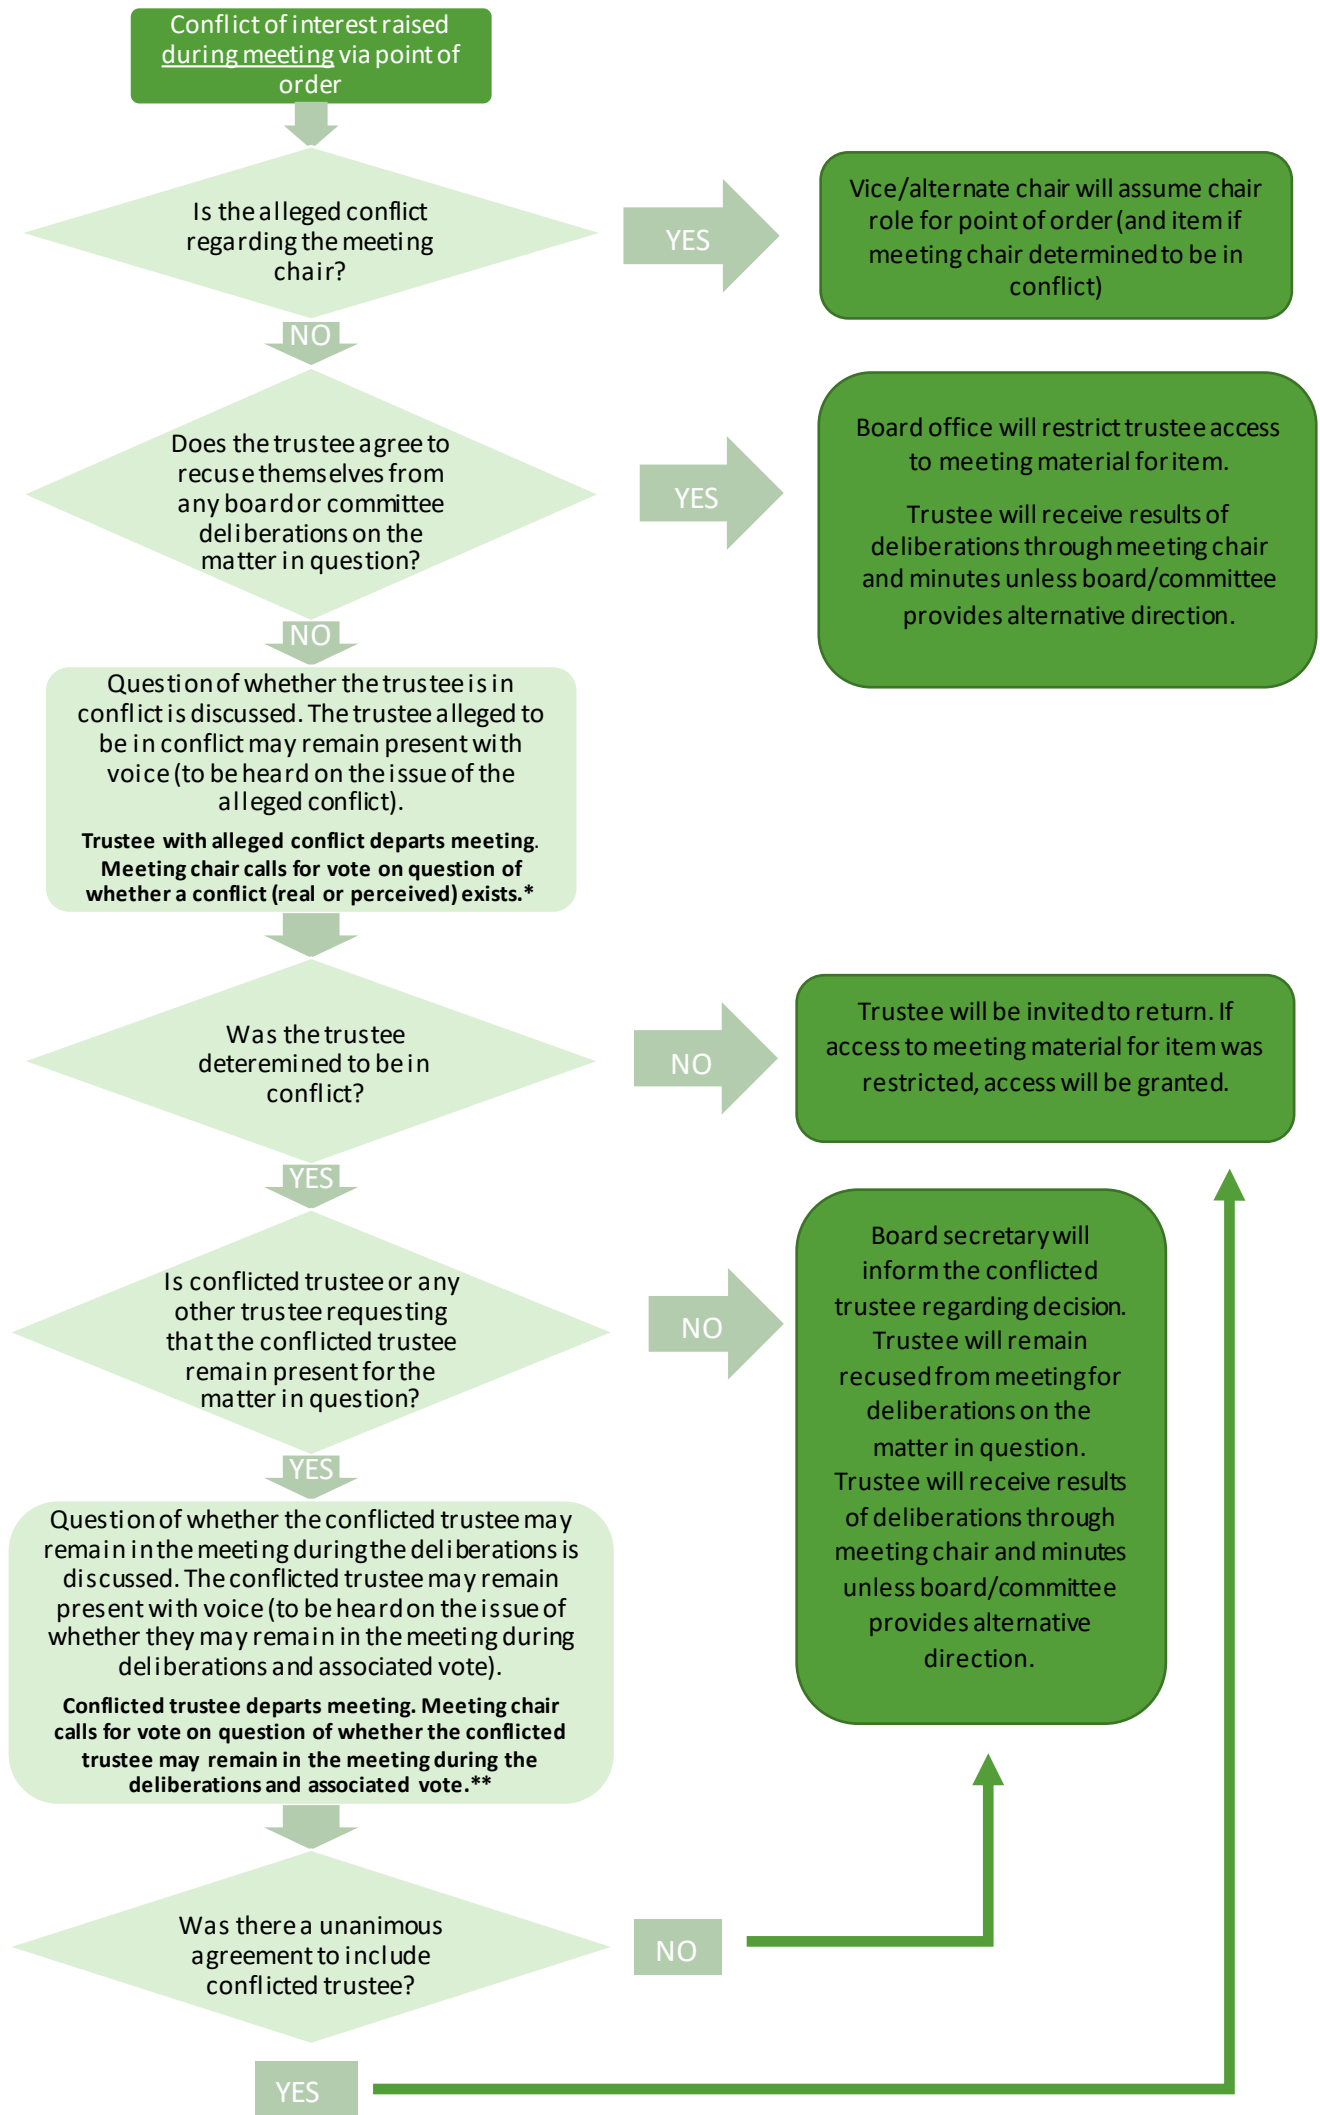 Conflict of interest raised
during meeting via point of
order
Is the alleged conflict
regarding the meeting
chair?
YES
Vice/alternate chair will assume chair
role for point of order (and item if
meeting chair determined to be in
conflict)
NO
Does the trustee agree to
recuse themselves from
any board or committee
deliberations on the
matter in question?
YES
Board office will restrict trustee access
to meeting material for item.
Trustee will receive results of
deliberations through meeting chair
and minutes unless board/committee
provides alternative direction.
NO
Question of whether the trustee is in
conflict is discussed. The trustee alleged to
be in conflict may remain present with
voice (to be heard on the issue of the
alleged conflict).
Trustee with alleged conflict departs meeting.
Meeting chair calls for vote on question of
whether a conflict (real or perceived) exists.*
Was the trustee
deteremined to be in
conflict?
NO
Trustee will be invited to return. If
access to meeting material for item was
restricted, access will be granted.
YES
Is conflicted trustee or any
other trustee requesting
that the conflicted trustee
remain present for the
matter in question?
NO
Board secretary will
inform the conflicted
trustee regarding decision.
Trustee will remain
recused from meeting for
deliberations on the
matter in question.
Trustee will receive results
of deliberations through
meeting chair and minutes
unless board/committee
provides alternative
direction.
YES
Question of whether the conflicted trustee may
remain in the meeting during the deliberations is
discussed. The conflicted trustee may remain
present with voice (to be heard on the issue of
whether they may remain in the meeting during
deliberations and associated vote).
Conflicted trustee departs meeting. Meeting chair
calls for vote on question of whether the conflicted
trustee may remain in the meeting during the
deliberations and associated vote.**
Was there a unanimous
agreement to include
conflicted trustee?
NO
YES